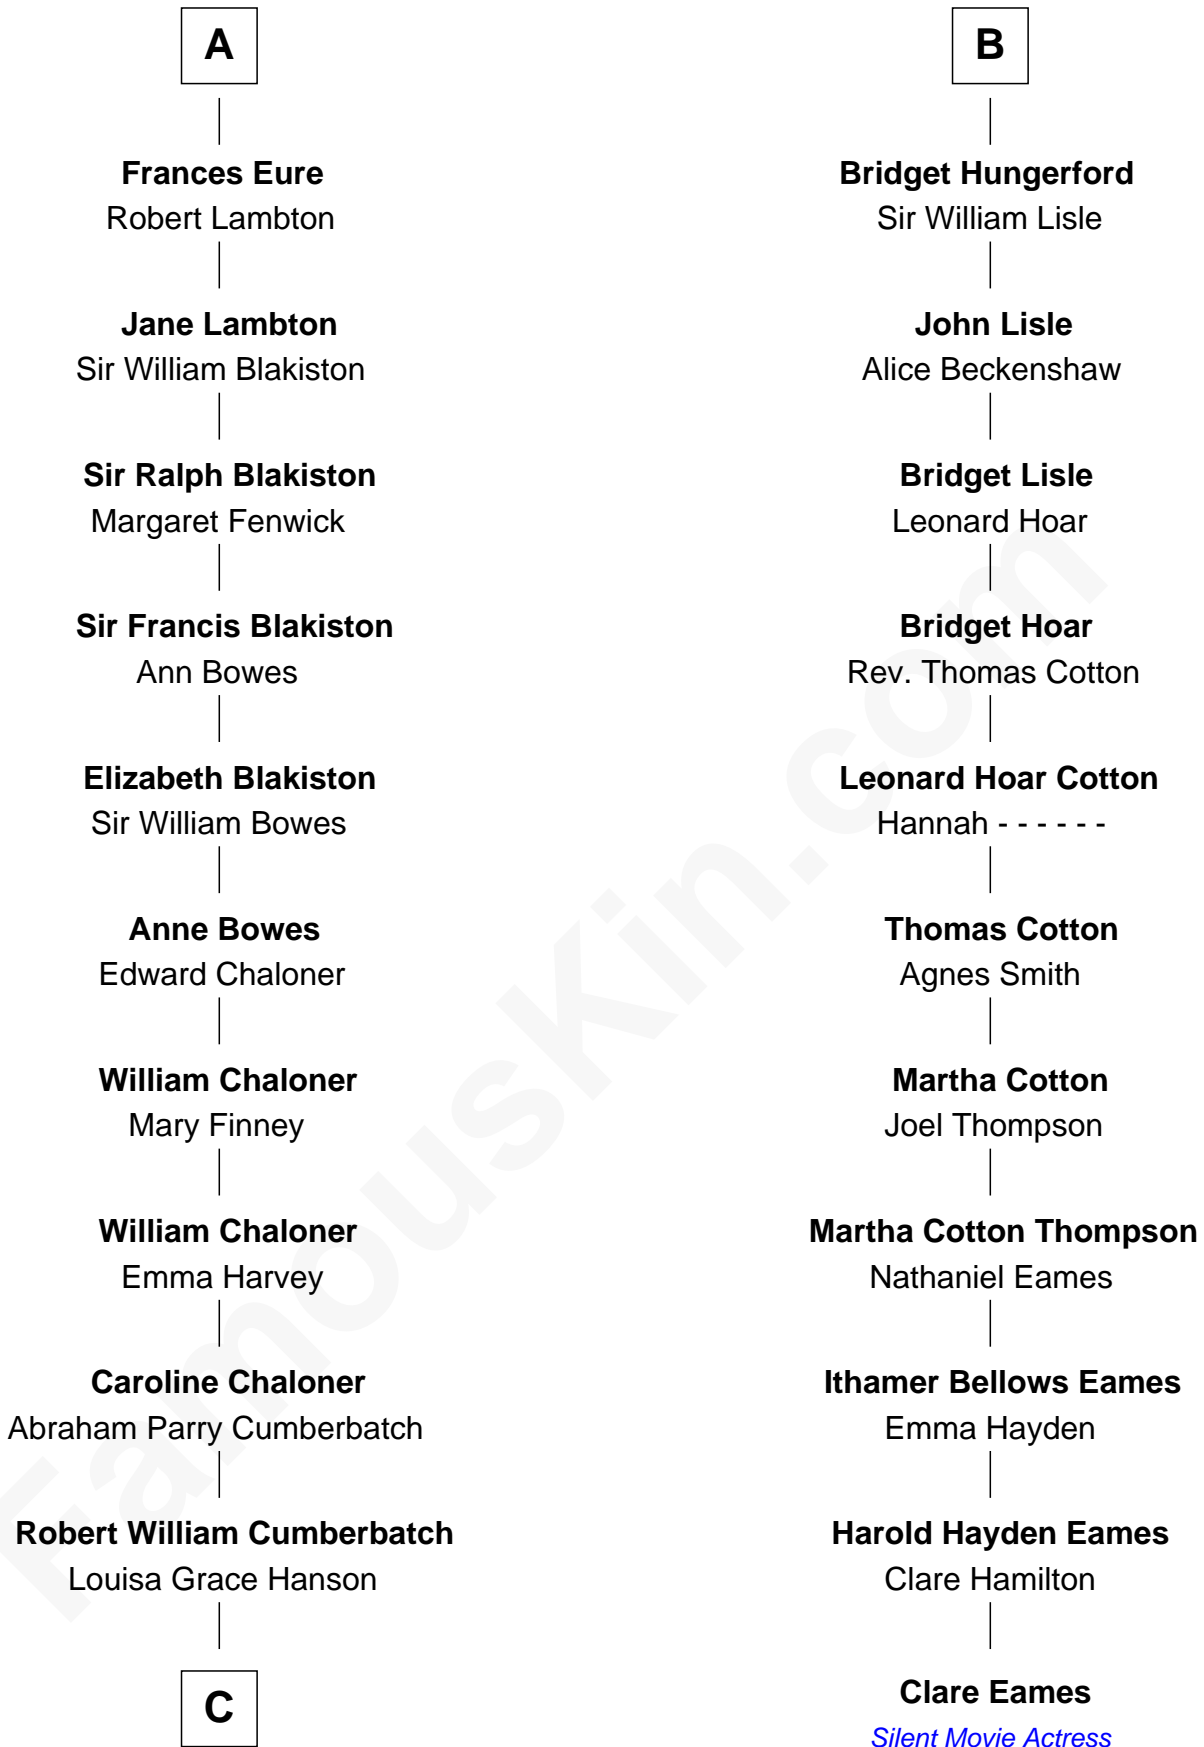 A
Frances Eure
Robert Lambton
Jane Lambton
Sir William Blakiston
Sir Ralph Blakiston
Margaret Fenwick
Sir Francis Blakiston
Ann Bowes
Elizabeth Blakiston
Sir William Bowes
Anne Bowes
Edward Chaloner
William Chaloner
Mary Finney
William Chaloner
Emma Harvey
Caroline Chaloner
Abraham Parry Cumberbatch
Robert William Cumberbatch
Louisa Grace Hanson
C
B
Bridget Hungerford
Sir William Lisle
John Lisle
Alice Beckenshaw
Bridget Lisle
Leonard Hoar
Bridget Hoar
Rev. Thomas Cotton
Leonard Hoar Cotton
Hannah - - - - - -
Thomas Cotton
Agnes Smith
Martha Cotton
Joel Thompson
Martha Cotton Thompson
Nathaniel Eames
Ithamer Bellows Eames
Emma Hayden
Harold Hayden Eames
Clare Hamilton
Clare Eames
Silent Movie Actress
FamousKin.com